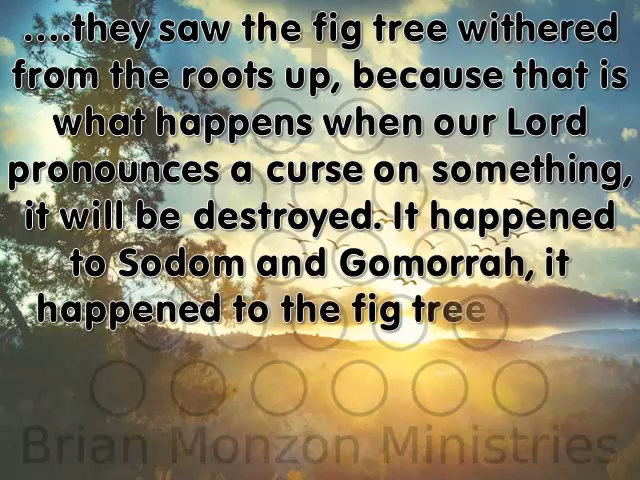 ....they saw the fig tree withered
from the roots up, because that is
what happens when our Lord
pronounces a curse on something,
it will be destroyed. It happened
to Sodom and Gomorrah, it
happened to the fig tree
Brian Monzon Ministries